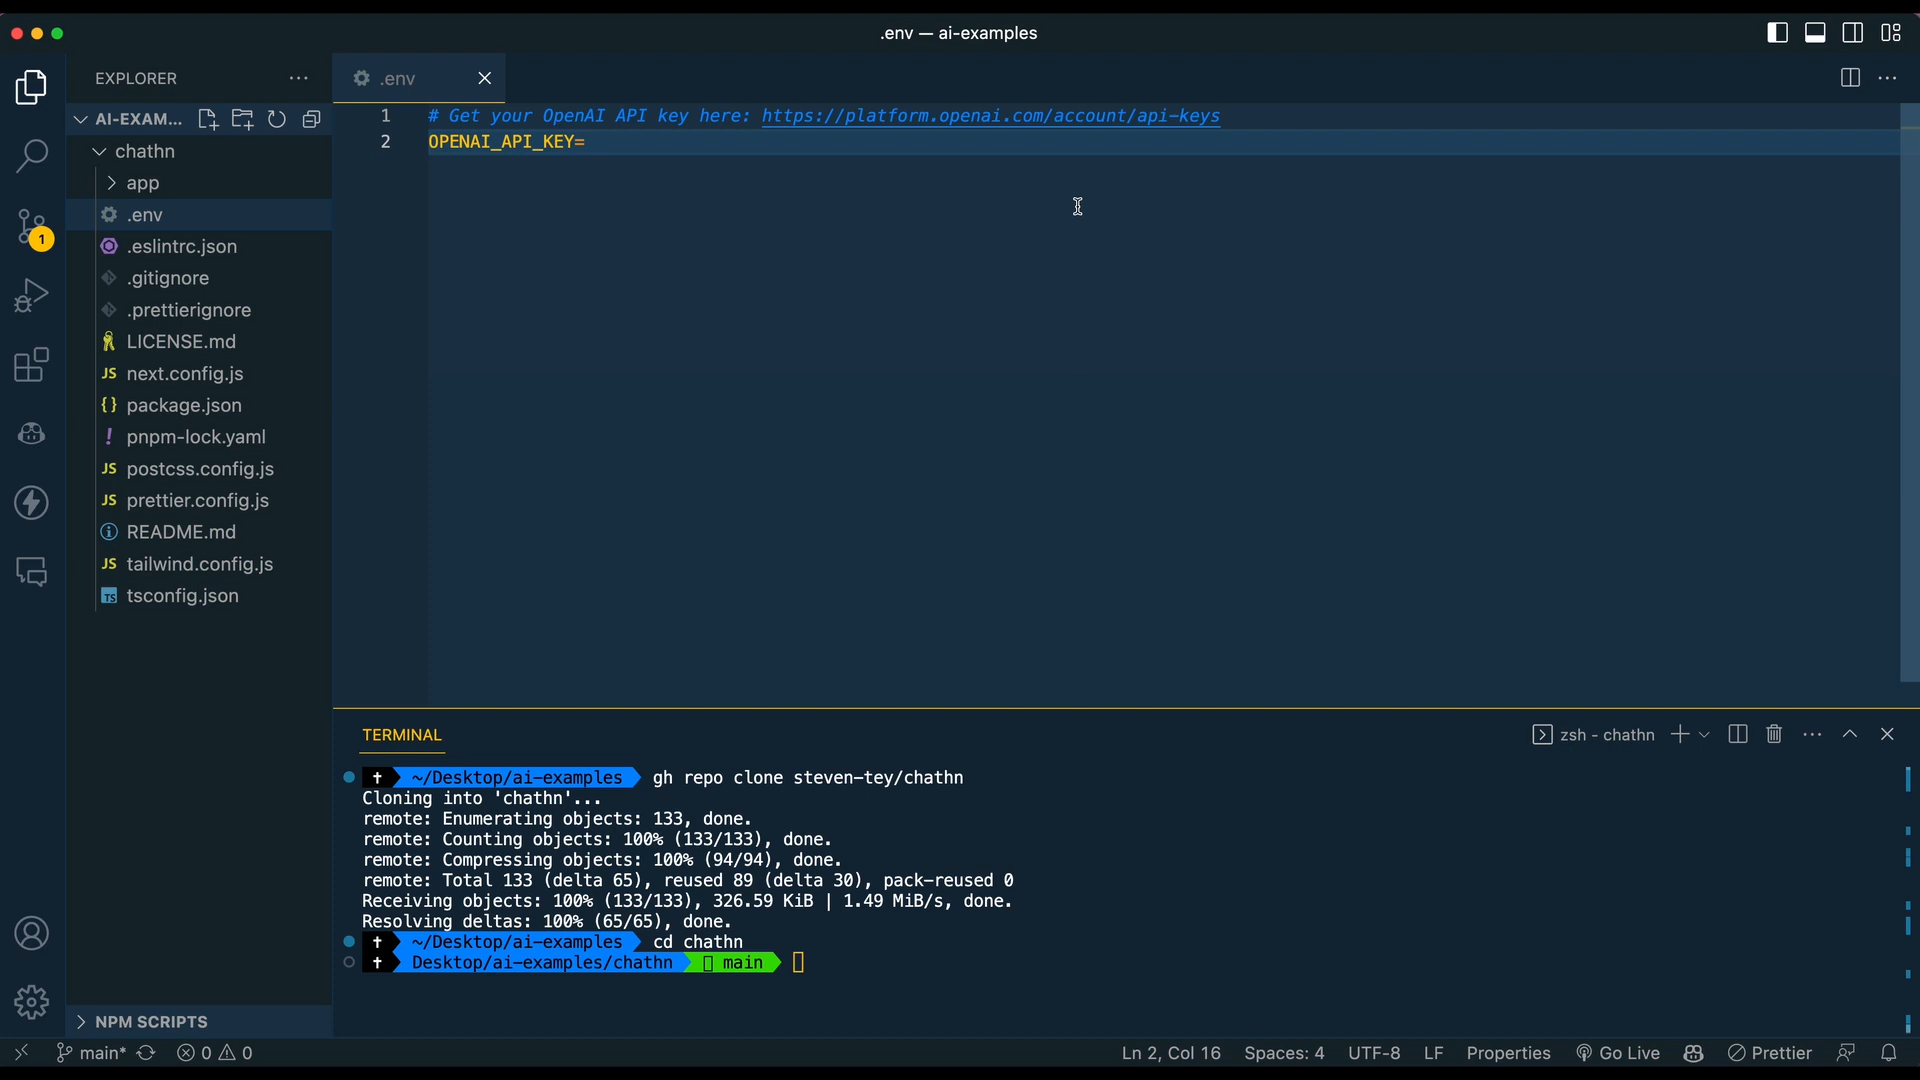 .env — ai-examples
EXPLORER
.env
AI-EXAM...
chathn
app
.env
.eslintrc.json
.gitignore
.prettierignore
LICENSE.md
JS next.config.js
{} package.json
! pnpm-lock.yaml
JS postcss.config.js
JS prettier.config.js
README.md
JS tailwind.config.js
TS tsconfig.json
1
NPM SCRIPTS
1 # Get your OpenAI API key here: https://platform.openai.com/account/api-keys
2 OPENAI_API_KEY=
TERMINAL
zsh - chathn
~/Desktop/ai-examples gh repo clone steven-tey/chathn
Cloning into 'chathn'...
remote: Enumerating objects: 133, done.
remote: Counting objects: 100% (133/133), done.
remote: Compressing objects: 100% (94/94), done.
remote: Total 133 (delta 65), reused 89 (delta 30), pack-reused 0
Receiving objects: 100% (133/133), 326.59 KiB | 1.49 MiB/s, done.
Resolving deltas: 100% (65/65), done.
~/Desktop/ai-examples cd chathn
Desktop/ai-examples/chathn main
main* 0 0 Ln 2, Col 16 Spaces: 4 UTF-8 LF Properties Go Live Prettier